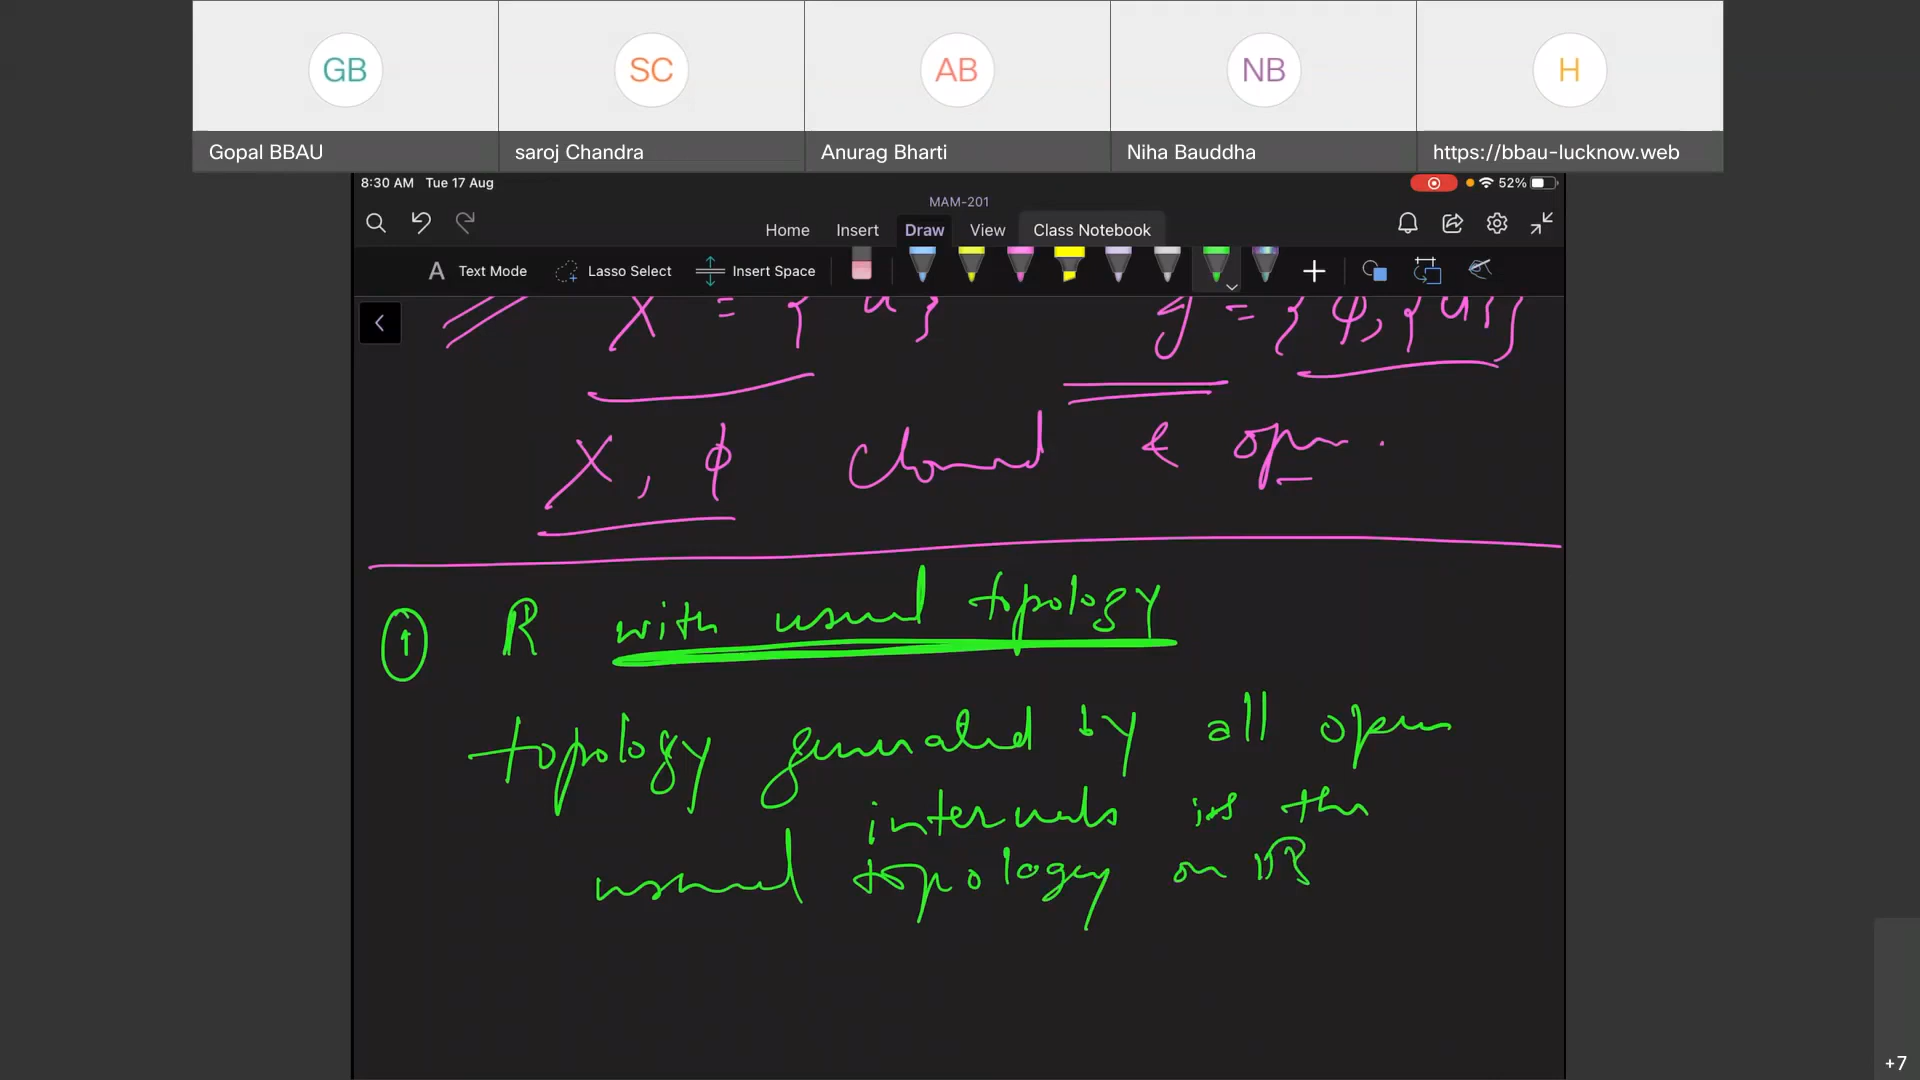 GB SC AB NB H
Gopal BBAU saroj Chandra Anurag Bharti Niha Bauddha https://bbau-lucknow.web
8:30 AM Tue 17 Aug 52%
MAM-201
Home Insert Draw View Class Notebook
A Text Mode Lasso Select Insert Space
X = { a } 𝒥 = { φ, {a} }
X, φ closed & open.
① R with usual topology
topology generated by all open
intervals is the
usual topology on ℝ
+7